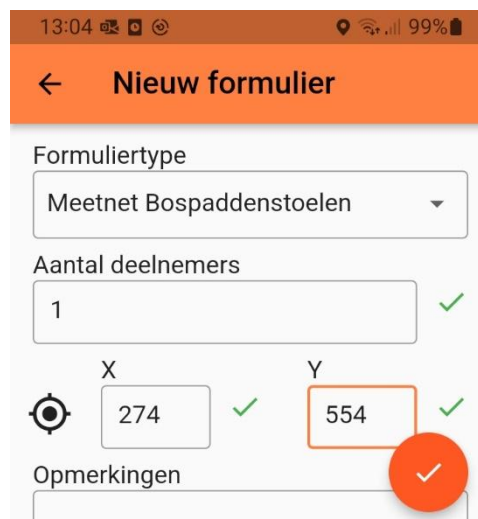 13:04 99%
Nieuw formulier
Formuliertype
Meetnet Bospaddenstoelen
Aantal deelnemers
1
X Y
274 554
Opmerkingen